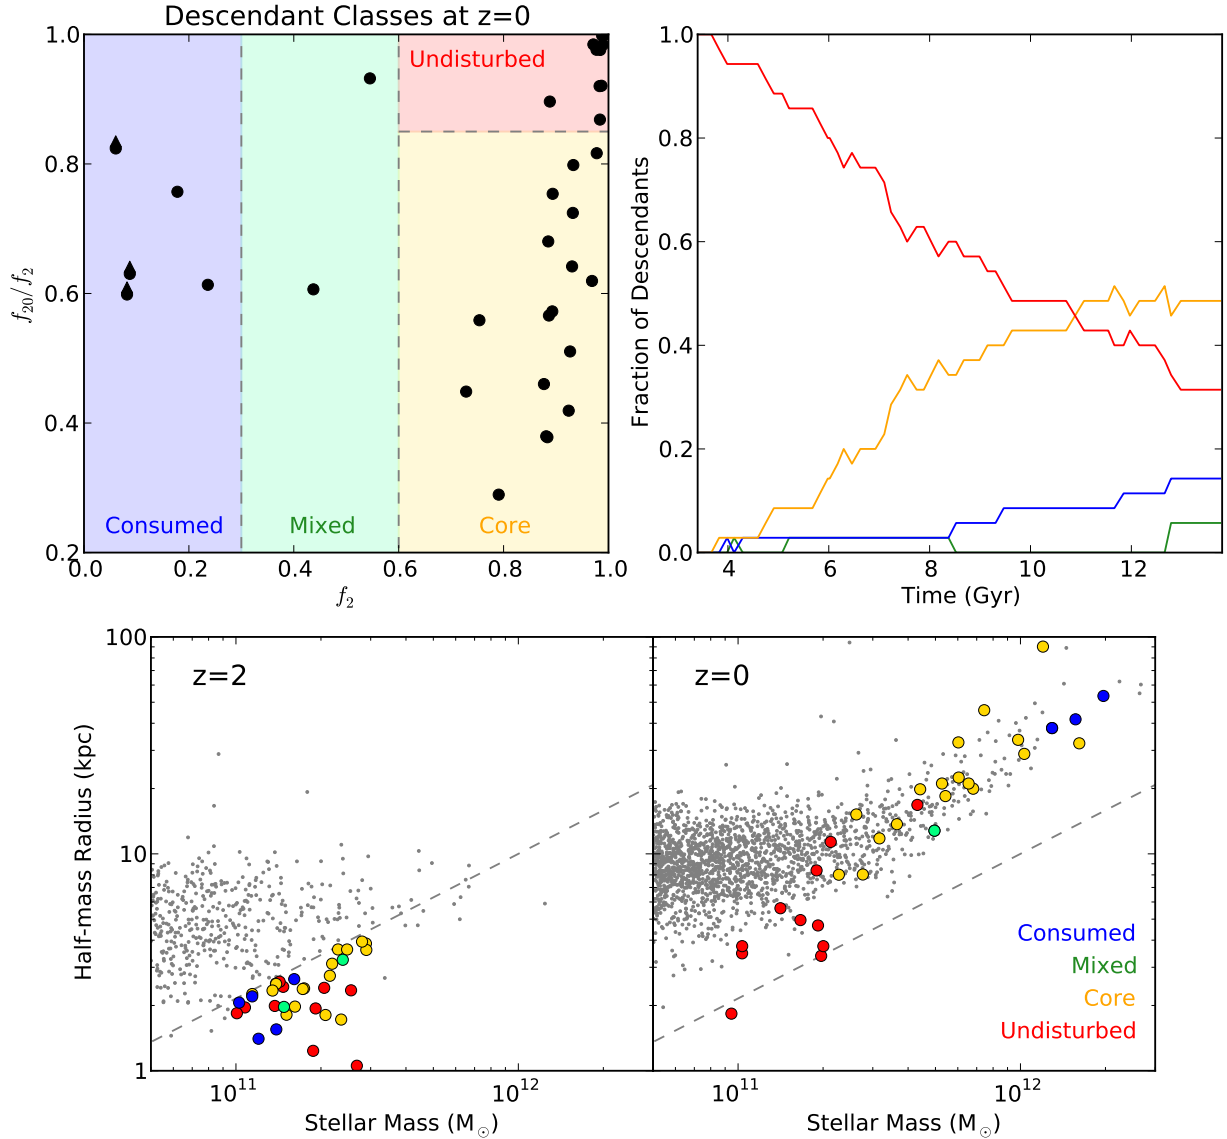 Descendant Classes at z=0
1.0
0.8
0.6
0.4
0.2
f20/f2
Undisturbed
Consumed
Mixed
Core
0.0 0.2 0.4 0.6 0.8 1.0
f2
1.0
0.8
0.6
0.4
0.2
0.0
Fraction of Descendants
4 6 8 10 12
Time (Gyr)
100
10
1
Half-mass Radius (kpc)
z=2
10^11 10^12
Stellar Mass (M⊙)
z=0
Consumed
Mixed
Core
Undisturbed
10^11 10^12
Stellar Mass (M⊙)